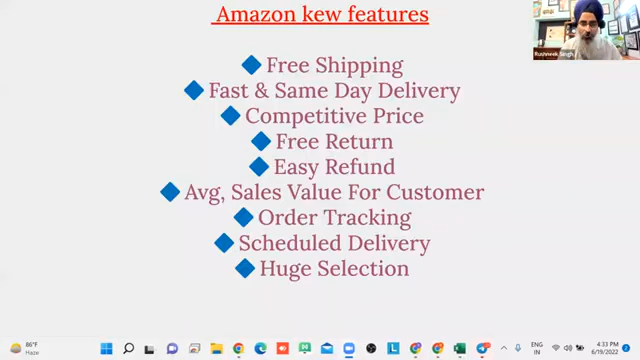 Amazon kew features
Free Shipping
Fast & Same Day Delivery
Competitive Price
Free Return
Easy Refund
Avg, Sales Value For Customer
Order Tracking
Scheduled Delivery
Huge Selection
Rushneek Singh
86°F
Haze
ENG
IN
4:33 PM
6/19/2022